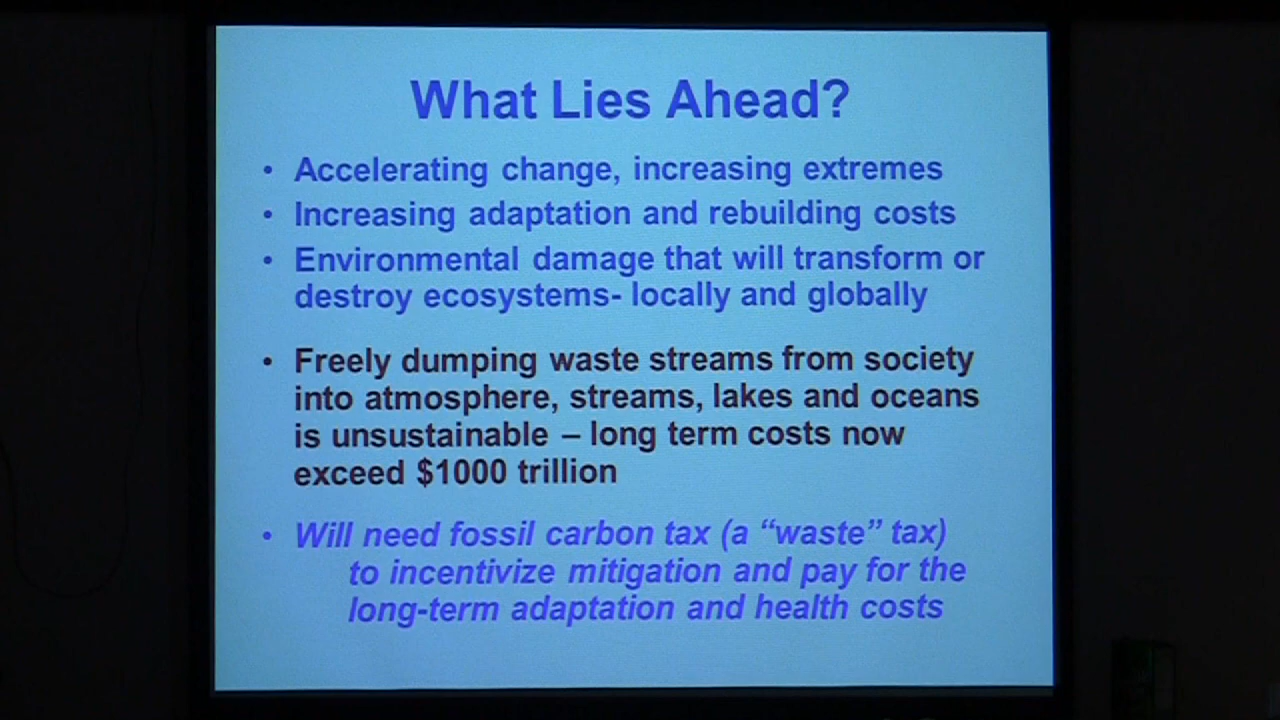 What Lies Ahead?
• Accelerating change, increasing extremes
• Increasing adaptation and rebuilding costs
• Environmental damage that will transform or
destroy ecosystems- locally and globally
• Freely dumping waste streams from society
into atmosphere, streams, lakes and oceans
is unsustainable – long term costs now
exceed $1000 trillion
• Will need fossil carbon tax (a “waste” tax)
to incentivize mitigation and pay for the
long-term adaptation and health costs